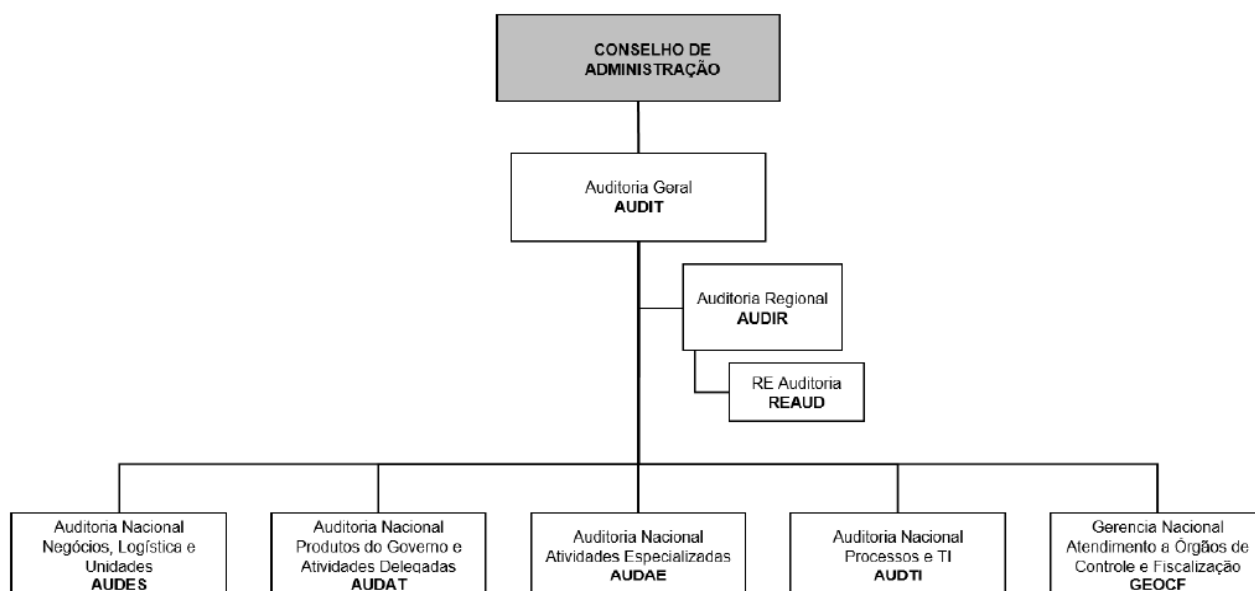 CONSELHO DE
ADMINISTRAÇÃO
Auditoria Geral
AUDIT
Auditoria Regional
AUDIR
RE Auditoria
REAUD
Auditoria Nacional
Negócios, Logística e
Unidades
AUDES
Auditoria Nacional
Produtos do Governo e
Atividades Delegadas
AUDAT
Auditoria Nacional
Atividades Especializadas
AUDAE
Auditoria Nacional
Processos e TI
AUDTI
Gerencia Nacional
Atendimento a Órgãos de
Controle e Fiscalização
GEOCF